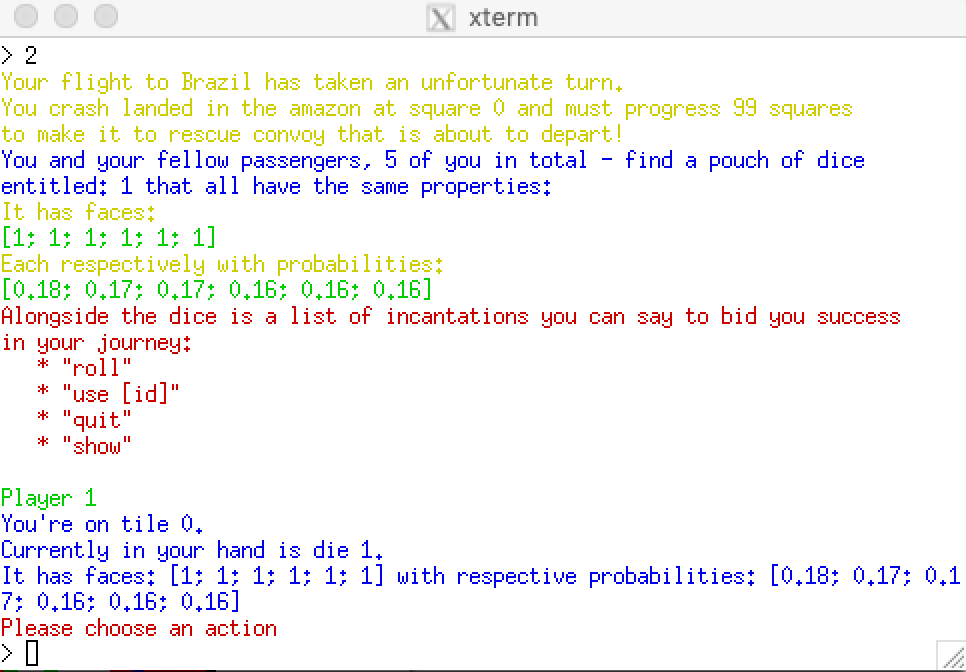 xterm
> 2
Your flight to Brazil has taken an unfortunate turn.
You crash landed in the amazon at square 0 and must progress 99 squares
to make it to rescue convoy that is about to depart!
You and your fellow passengers, 5 of you in total - find a pouch of dice
entitled: 1 that all have the same properties:
It has faces:
[1; 1; 1; 1; 1; 1]
Each respectively with probabilities:
[0.18; 0.17; 0.17; 0.16; 0.16; 0.16]
Alongside the dice is a list of incantations you can say to bid you success
in your journey:
   * "roll"
   * "use [id]"
   * "quit"
   * "show"
Player 1
You're on tile 0.
Currently in your hand is die 1.
It has faces: [1; 1; 1; 1; 1; 1] with respective probabilities: [0.18; 0.17; 0.1
7; 0.16; 0.16; 0.16]
Please choose an action
>